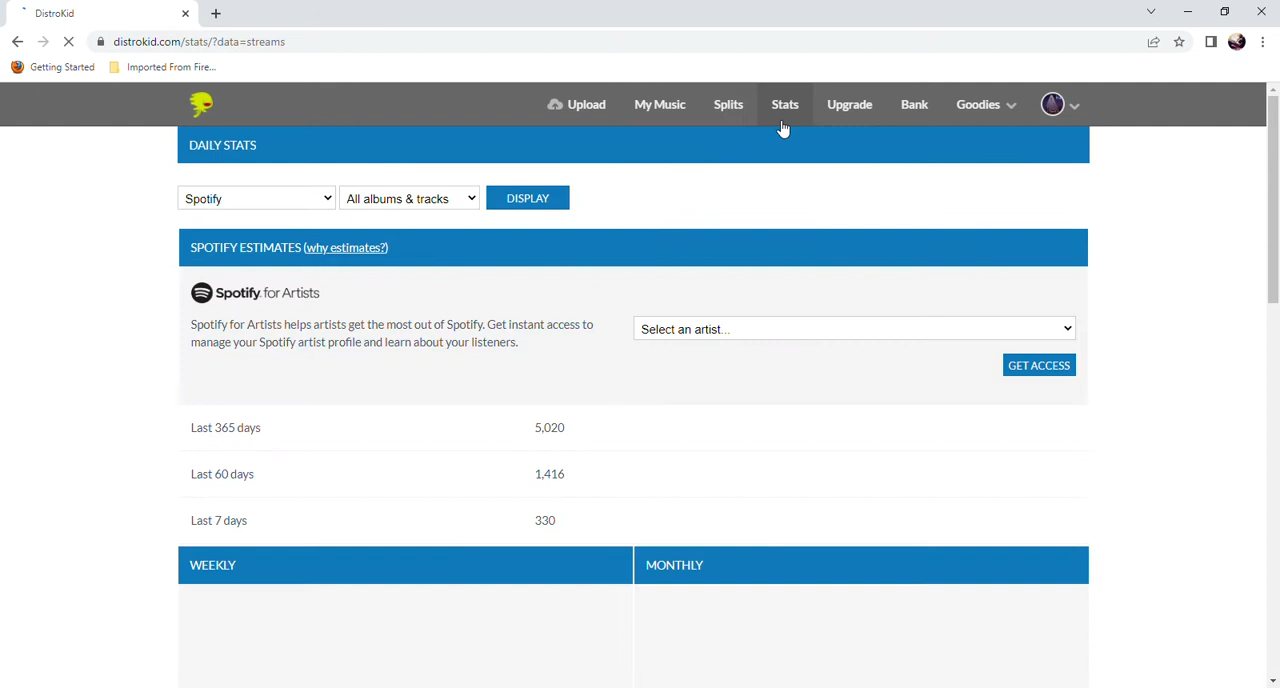 DistroKid
distrokid.com/stats/?data=streams
Getting Started Imported From Fire...
Upload My Music Splits Stats Upgrade Bank Goodies
DAILY STATS
Spotify All albums & tracks DISPLAY
SPOTIFY ESTIMATES (why estimates?)
Spotify for Artists
Spotify for Artists helps artists get the most out of Spotify. Get instant access to
manage your Spotify artist profile and learn about your listeners.
Select an artist...
GET ACCESS
Last 365 days 5,020
Last 60 days 1,416
Last 7 days 330
WEEKLY MONTHLY